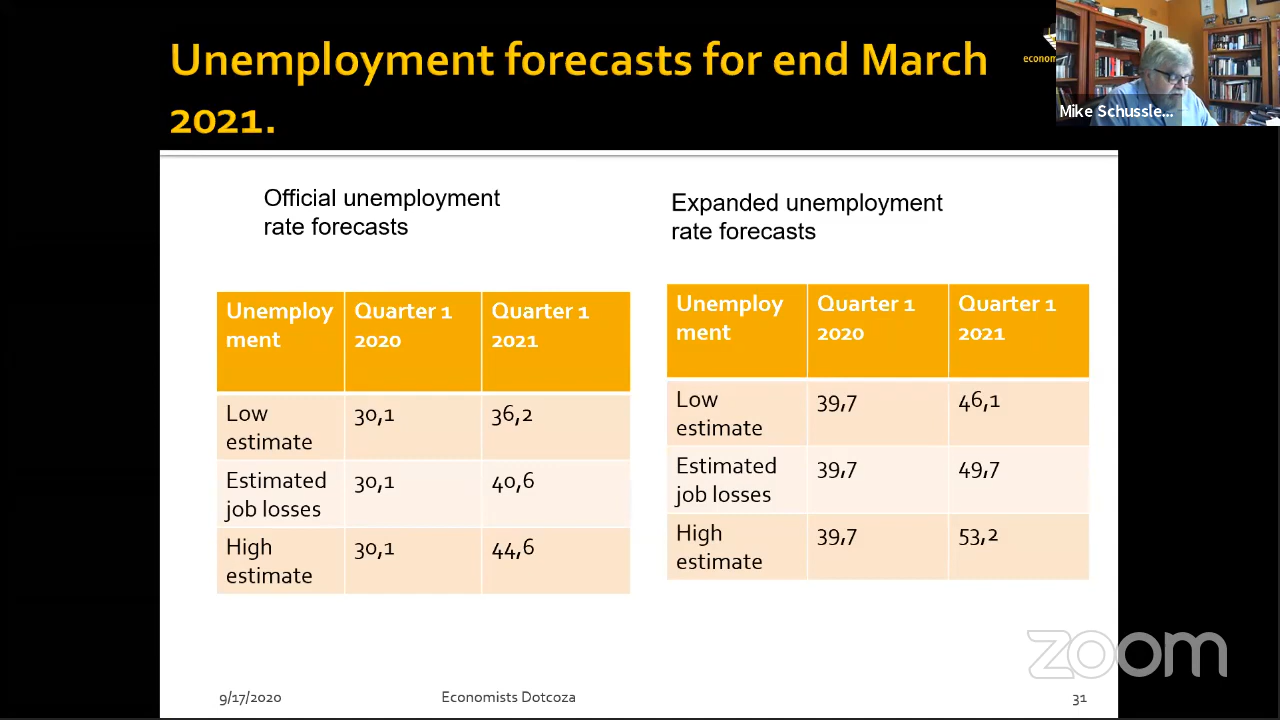 Unemployment forecasts for end March
2021.
econom
Mike Schussle...
Official unemployment
rate forecasts
Expanded unemployment
rate forecasts
Unemploy
ment
Quarter 1
2020
Quarter 1
2021
Low
estimate
30,1
36,2
Estimated
job losses
30,1
40,6
High
estimate
30,1
44,6
Unemploy
ment
Quarter 1
2020
Quarter 1
2021
Low
estimate
39,7
46,1
Estimated
job losses
39,7
49,7
High
estimate
39,7
53,2
zoom
9/17/2020
Economists Dotcoza
31